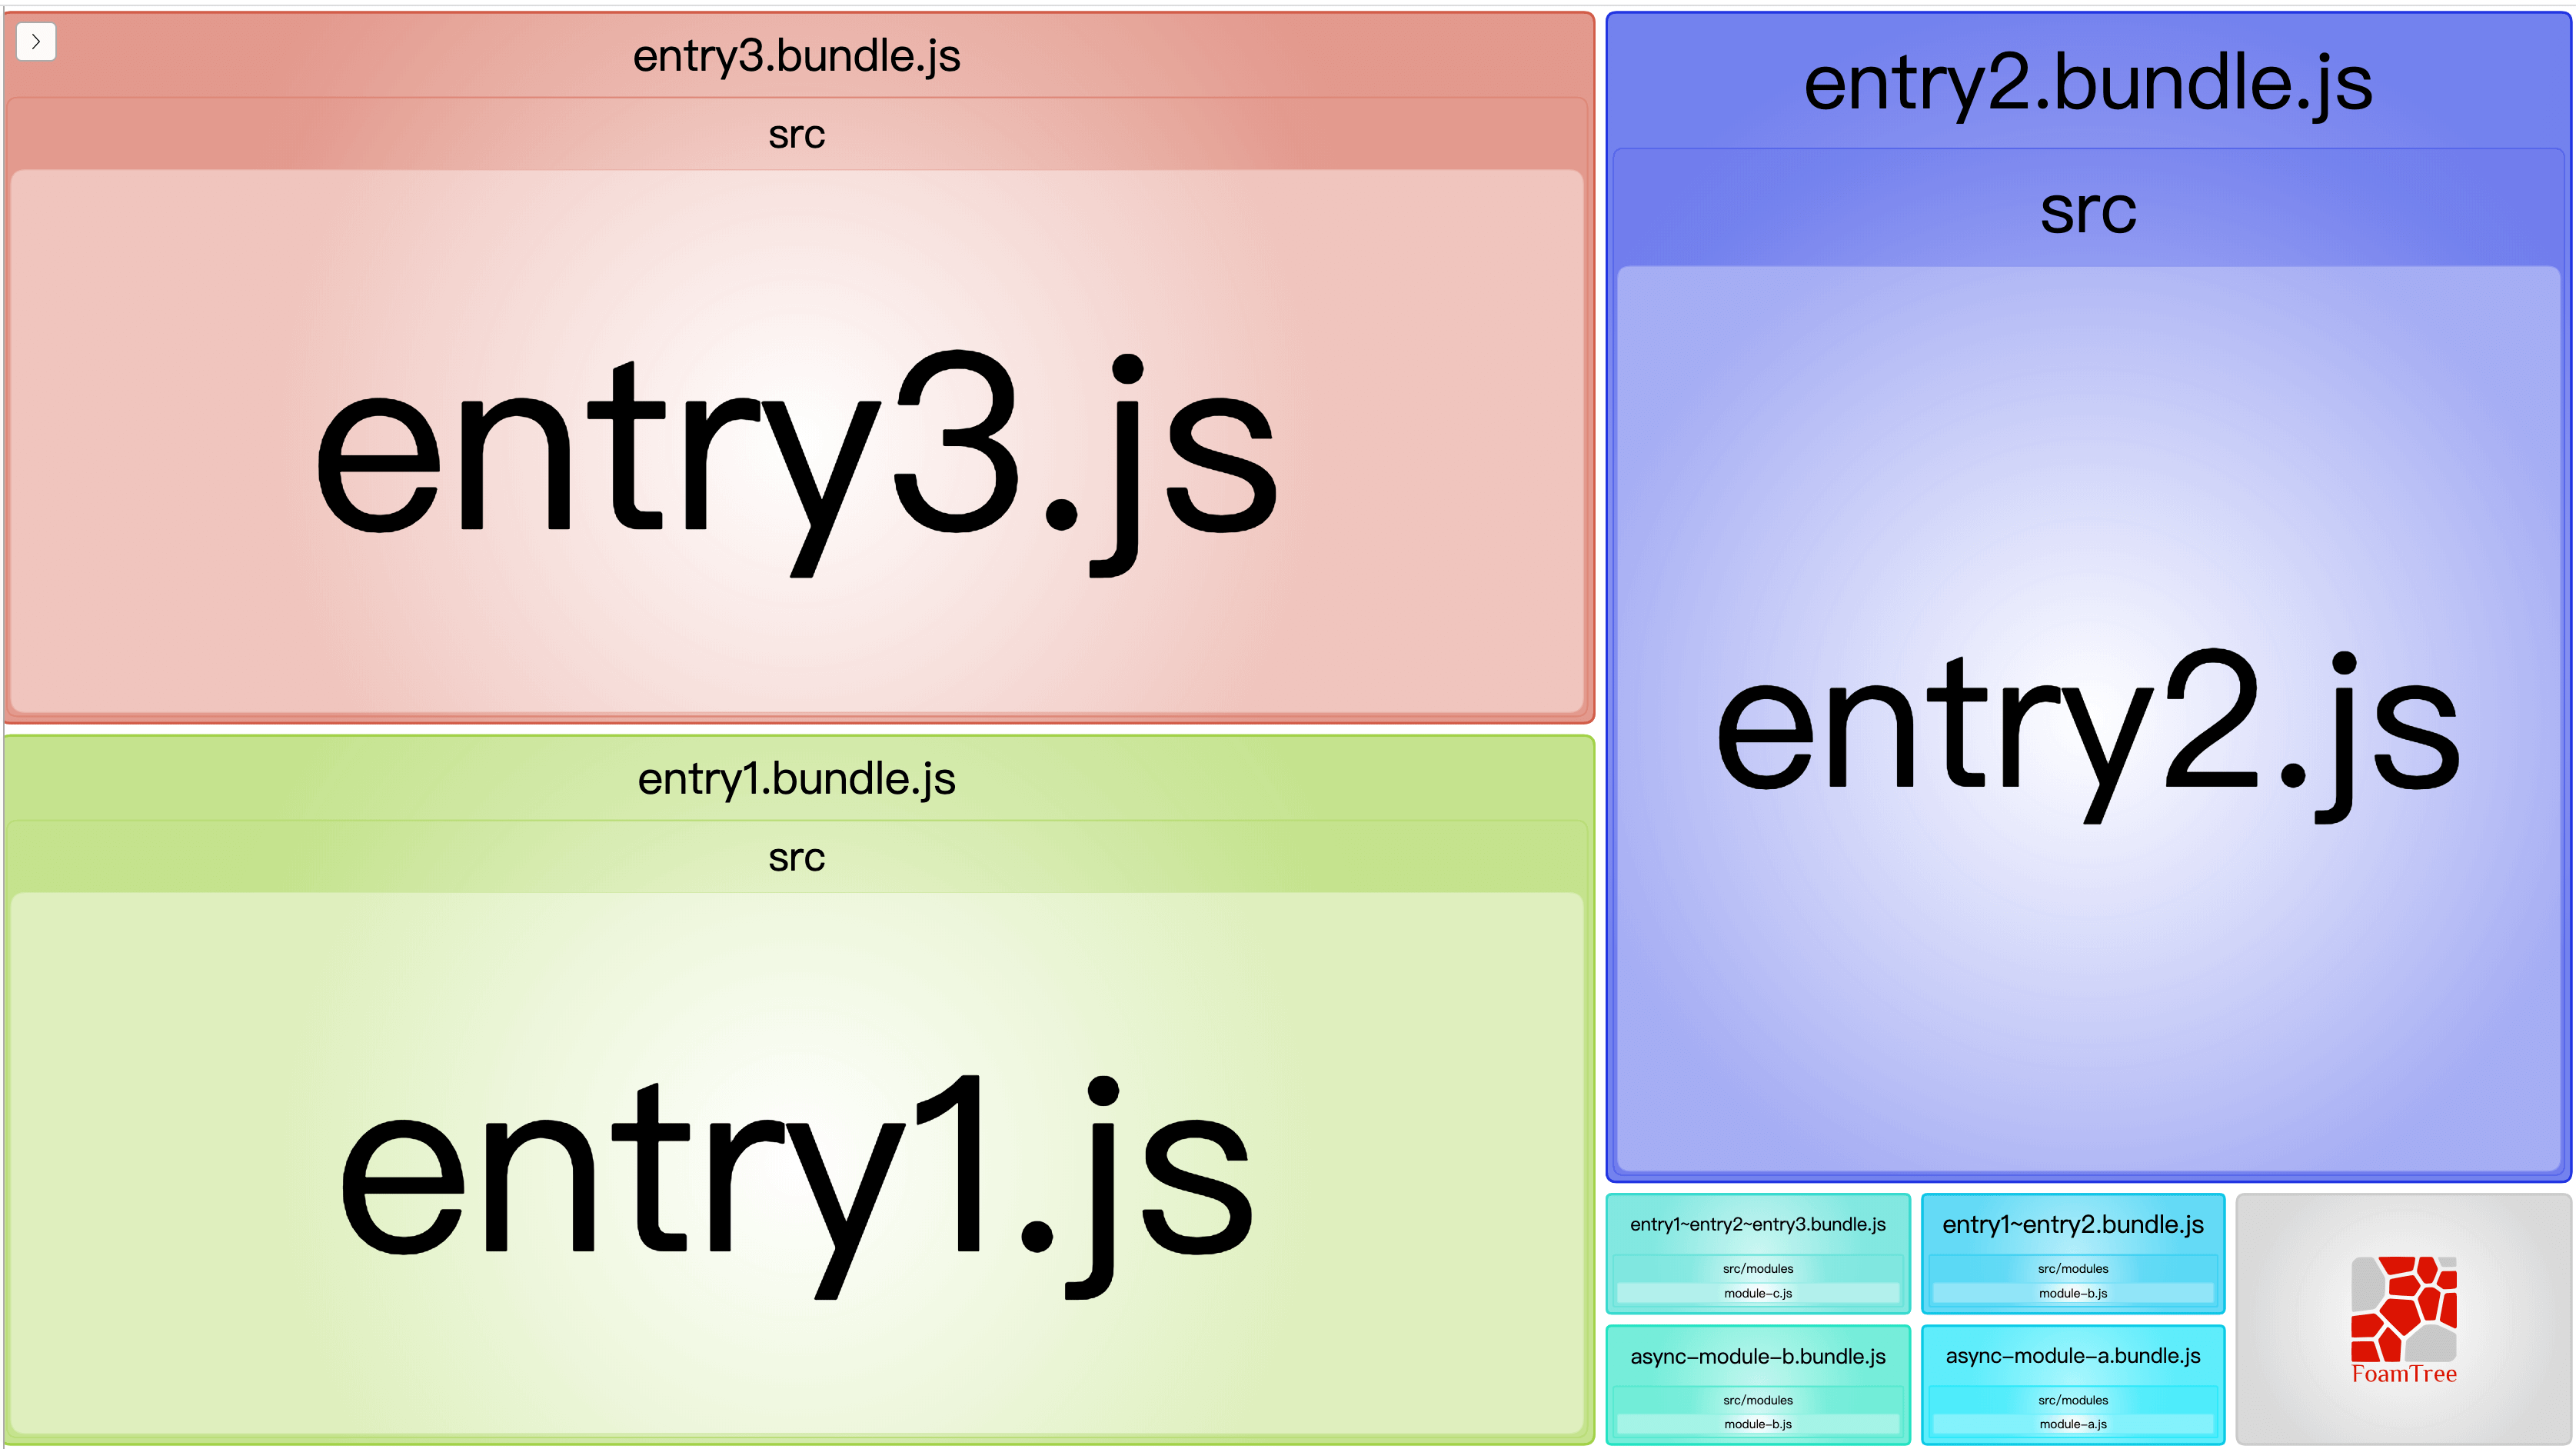 entry3.bundle.js
src
entry3.js
entry1.bundle.js
src
entry1.js
entry2.bundle.js
src
entry2.js
entry1~entry2~entry3.bundle.js
src/modules
module-c.js
entry1~entry2.bundle.js
src/modules
module-b.js
async-module-b.bundle.js
src/modules
module-b.js
async-module-a.bundle.js
src/modules
module-a.js
FoamTree